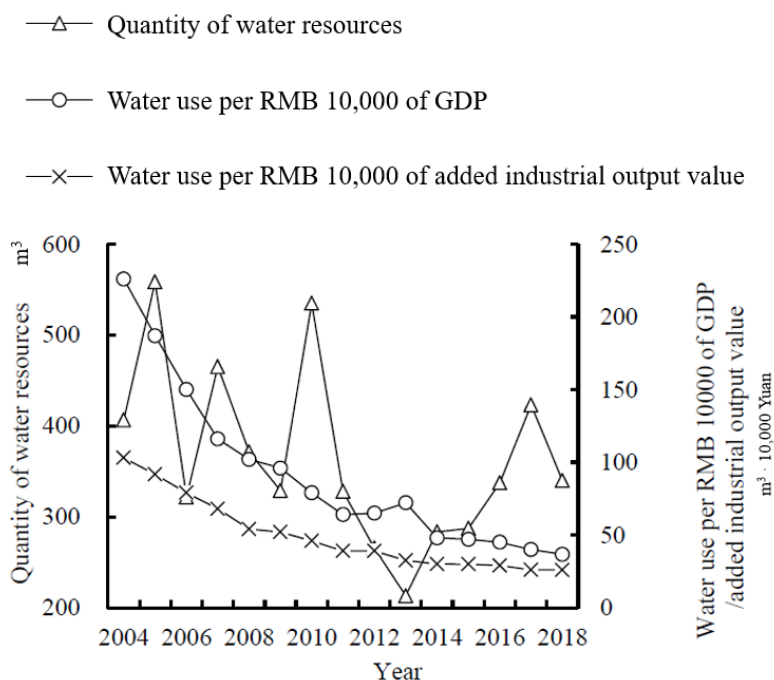 Quantity of water resources
Water use per RMB 10,000 of GDP
Water use per RMB 10,000 of added industrial output value
600
500
400
300
200
Quantity of water resources m³
250
200
150
100
50
0
Water use per RMB 10000 of GDP
/added industrial output value
m³ · 10,000 Yuan
2004 2006 2008 2010 2012 2014 2016 2018
Year